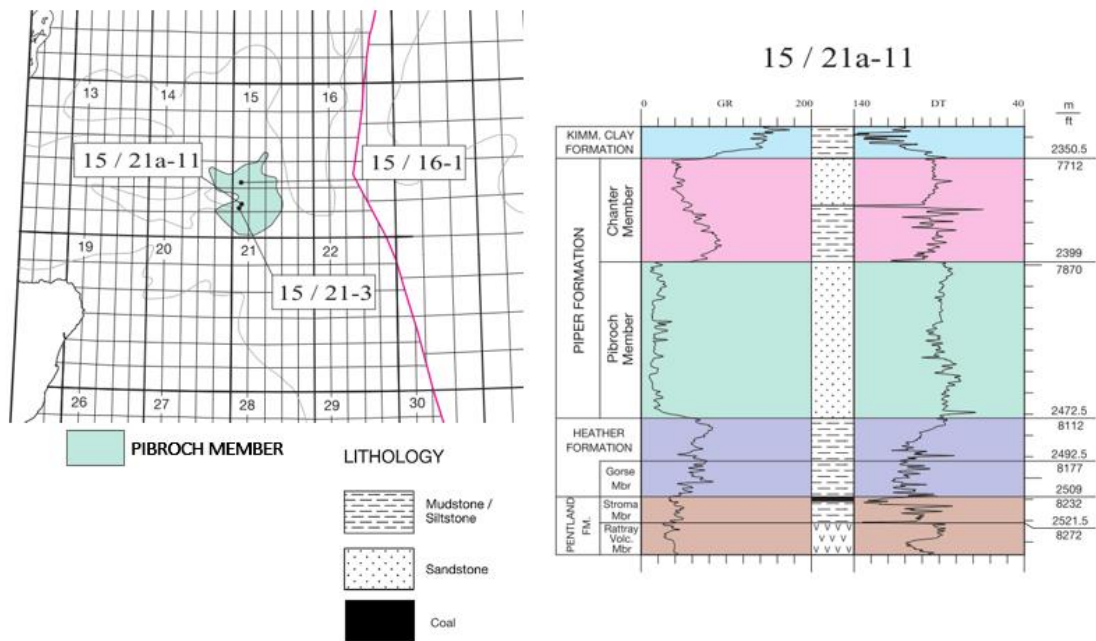 13
14
15
16
15 / 21a-11
15 / 16-1
19
20
21
22
15 / 21-3
26
27
28
29
30
PIBROCH MEMBER
LITHOLOGY
Mudstone /
Siltstone
Sandstone
Coal
15 / 21a-11
0 GR 200 140 DT 40 m
ft
KIMM. CLAY
FORMATION
2350.5
7712
PIPER FORMATION
Chanter
Member
2399
7870
Pibroch
Member
2472.5
8112
HEATHER
FORMATION
2492.5
8177
Gorse
Mbr
2509
8232
PENTLAND
FM.
Stroma
Mbr
2521.5
8272
Rattray
Volc.
Mbr